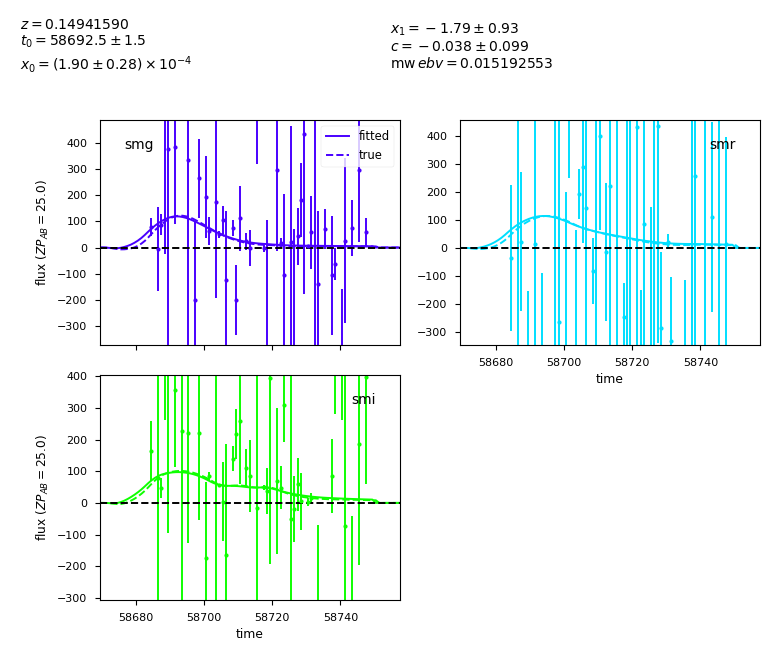 z = 0.14941590
t₀ = 58692.5 ± 1.5
x₀ = (1.90 ± 0.28) × 10⁻⁴
x₁ = −1.79 ± 0.93
c = −0.038 ± 0.099
mw ebv = 0.015192553
smg
fitted
true
400
300
200
100
0
−100
−200
−300
flux (ZP_AB = 25.0)
smr
400
300
200
100
0
−100
−200
−300
58680 58700 58720 58740
time
smi
400
300
200
100
0
−100
−200
−300
flux (ZP_AB = 25.0)
58680 58700 58720 58740
time